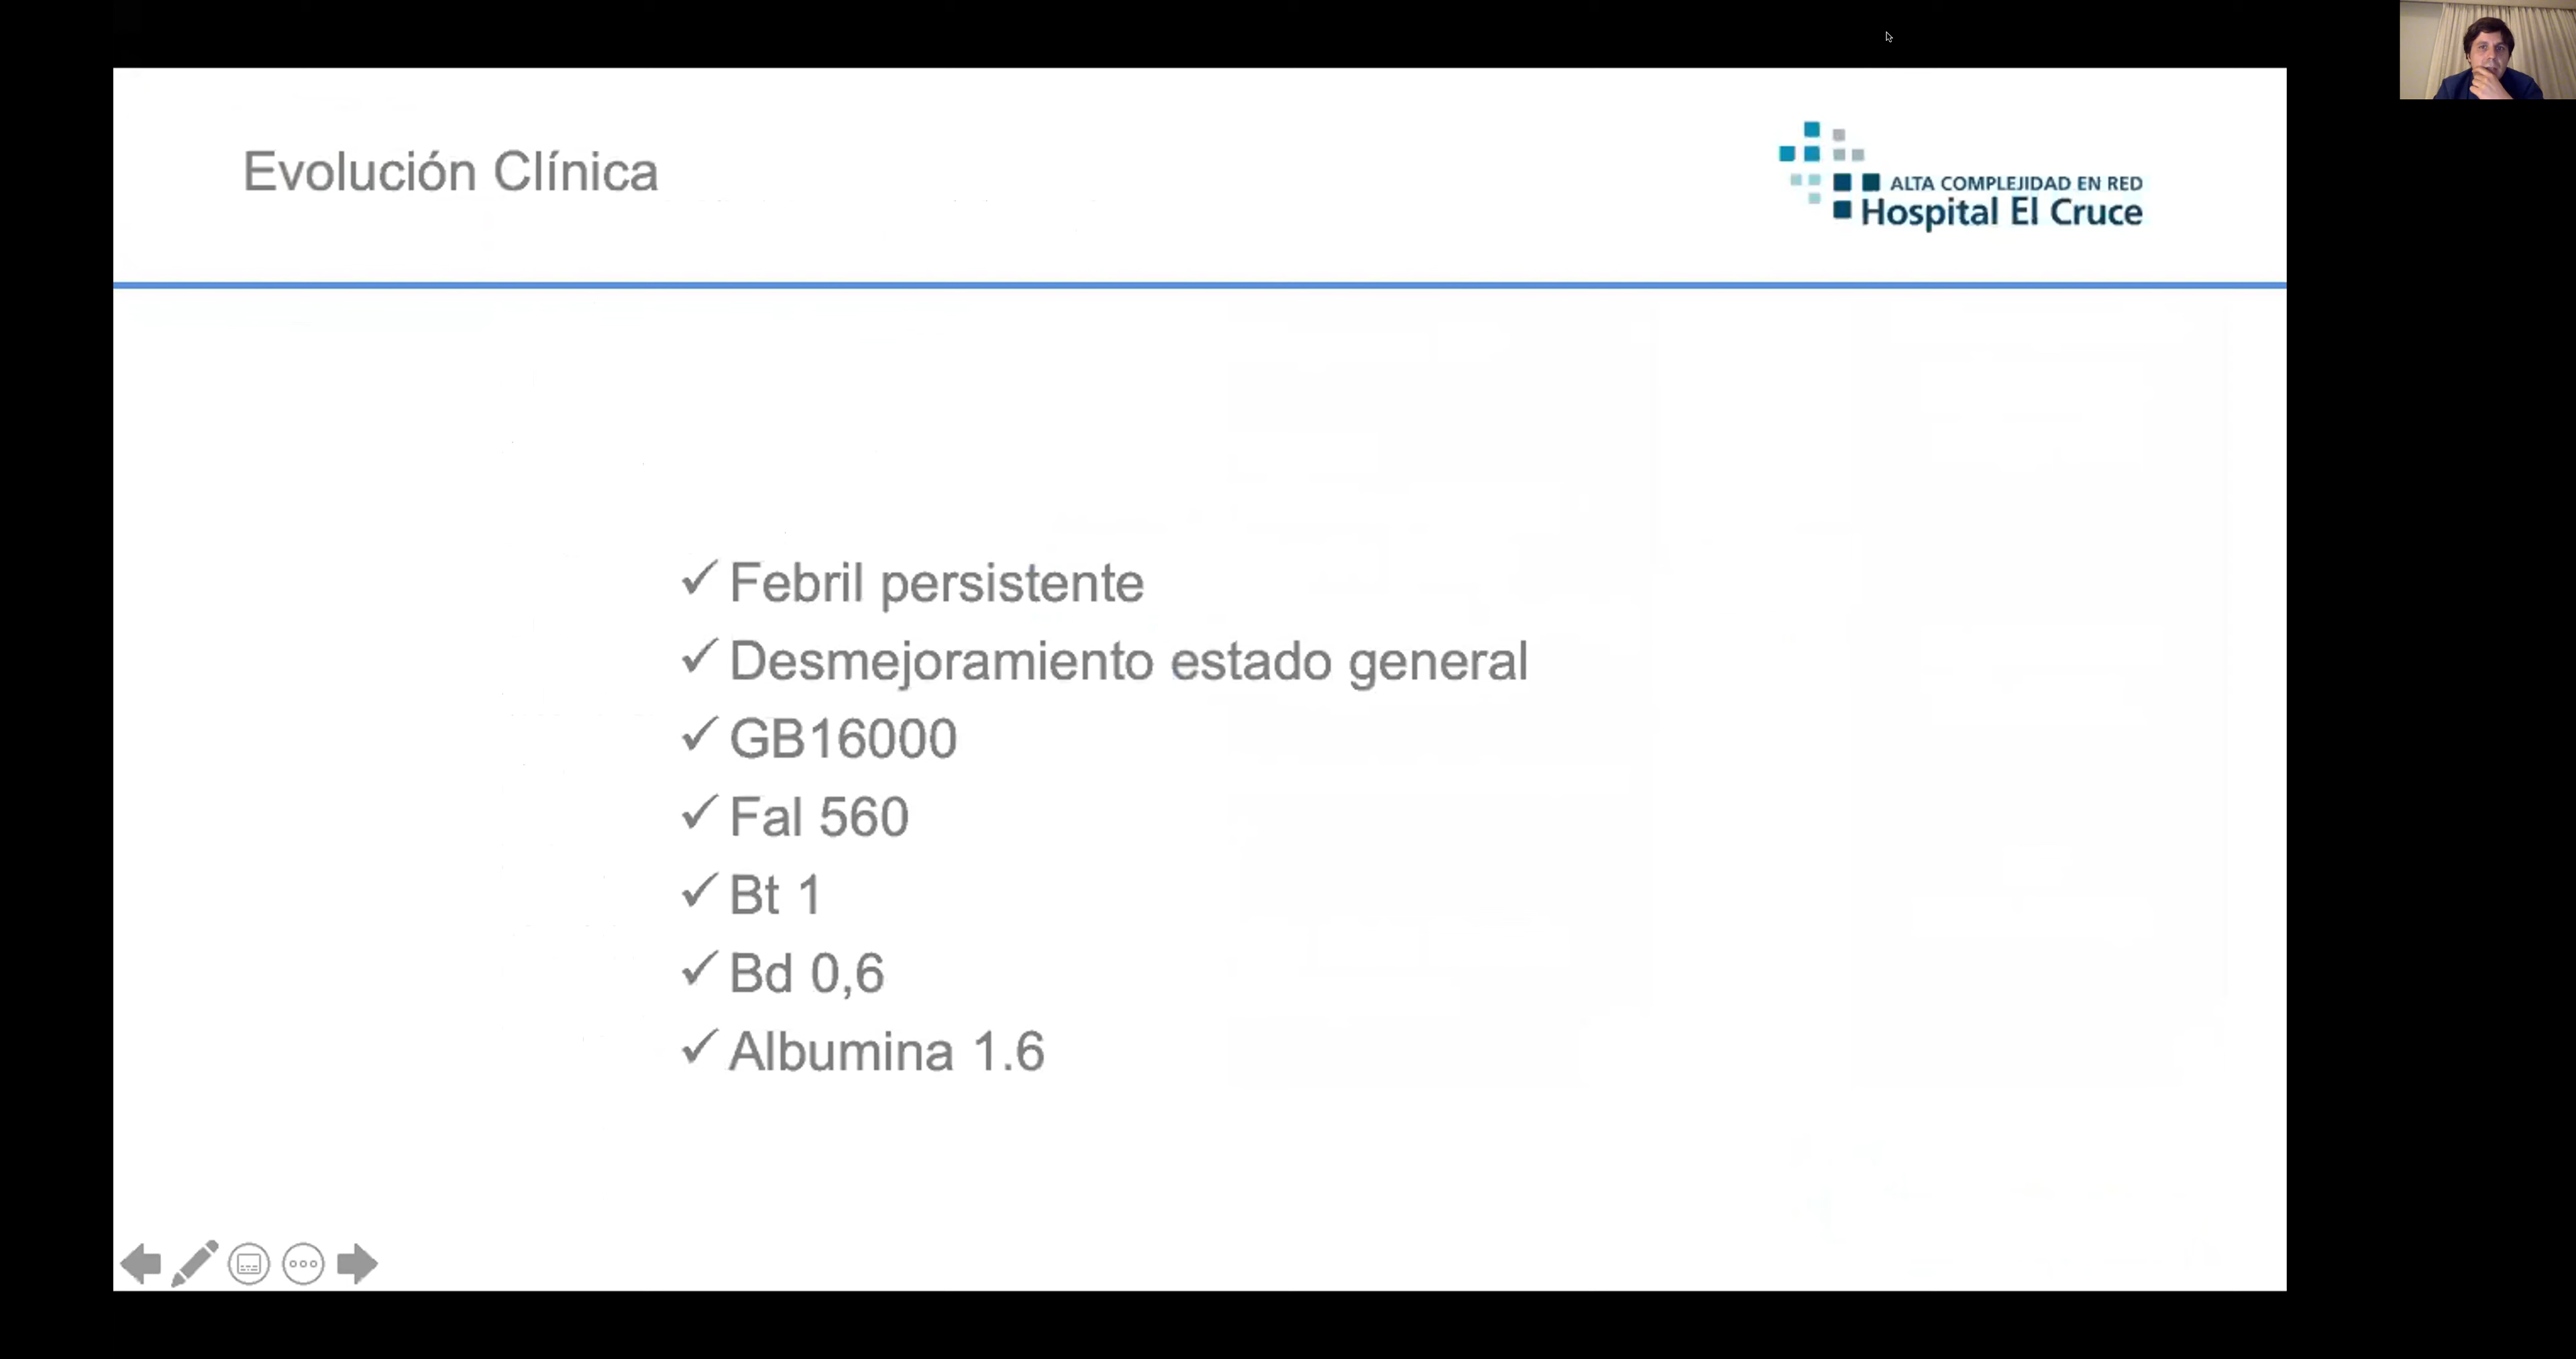 Evolución Clínica
ALTA COMPLEJIDAD EN RED
Hospital El Cruce
✓ Febril persistente
✓ Desmejoramiento estado general
✓ GB16000
✓ Fal 560
✓ Bt 1
✓ Bd 0,6
✓ Albumina 1.6